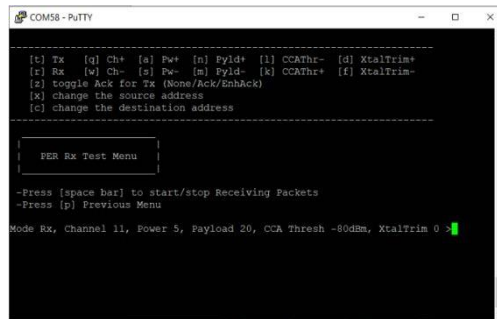 COM58 - PuTTY
[t] Tx [q] Ch+ [a] Pw+ [n] Pyld+ [l] CCAThr- [d] XtalTrim+
[r] Rx [w] Ch- [s] Pw- [m] Pyld- [k] CCAThr+ [f] XtalTrim-
[z] toggle Ack for Tx (None/Ack/EnhAck)
[x] change the source address
[c] change the destination address
PER Rx Test Menu
-Press [space bar] to start/stop Receiving Packets
-Press [p] Previous Menu
Mode Rx, Channel 11, Power 5, Payload 20, CCA Thresh -80dBm, XtalTrim 0 >